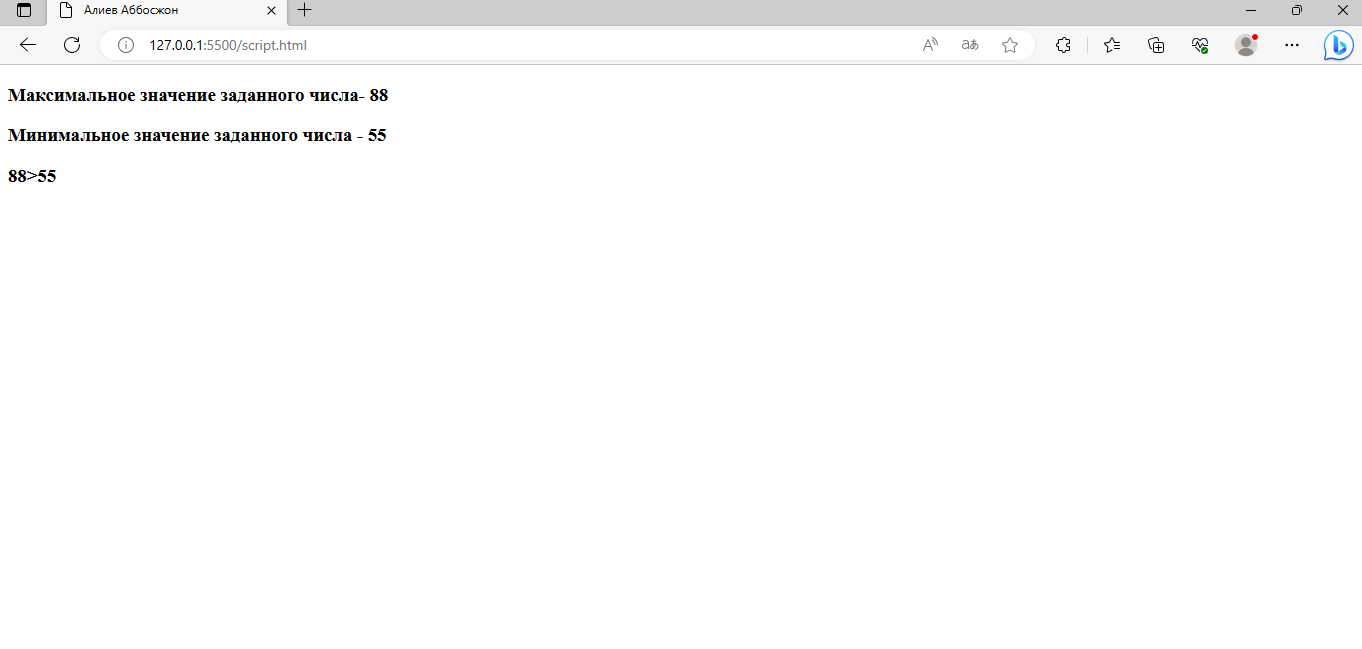 Алиев Аббосжон
127.0.0.1:5500/script.html
Максимальное значение заданного числа- 88
Минимальное значение заданного числа - 55
88>55